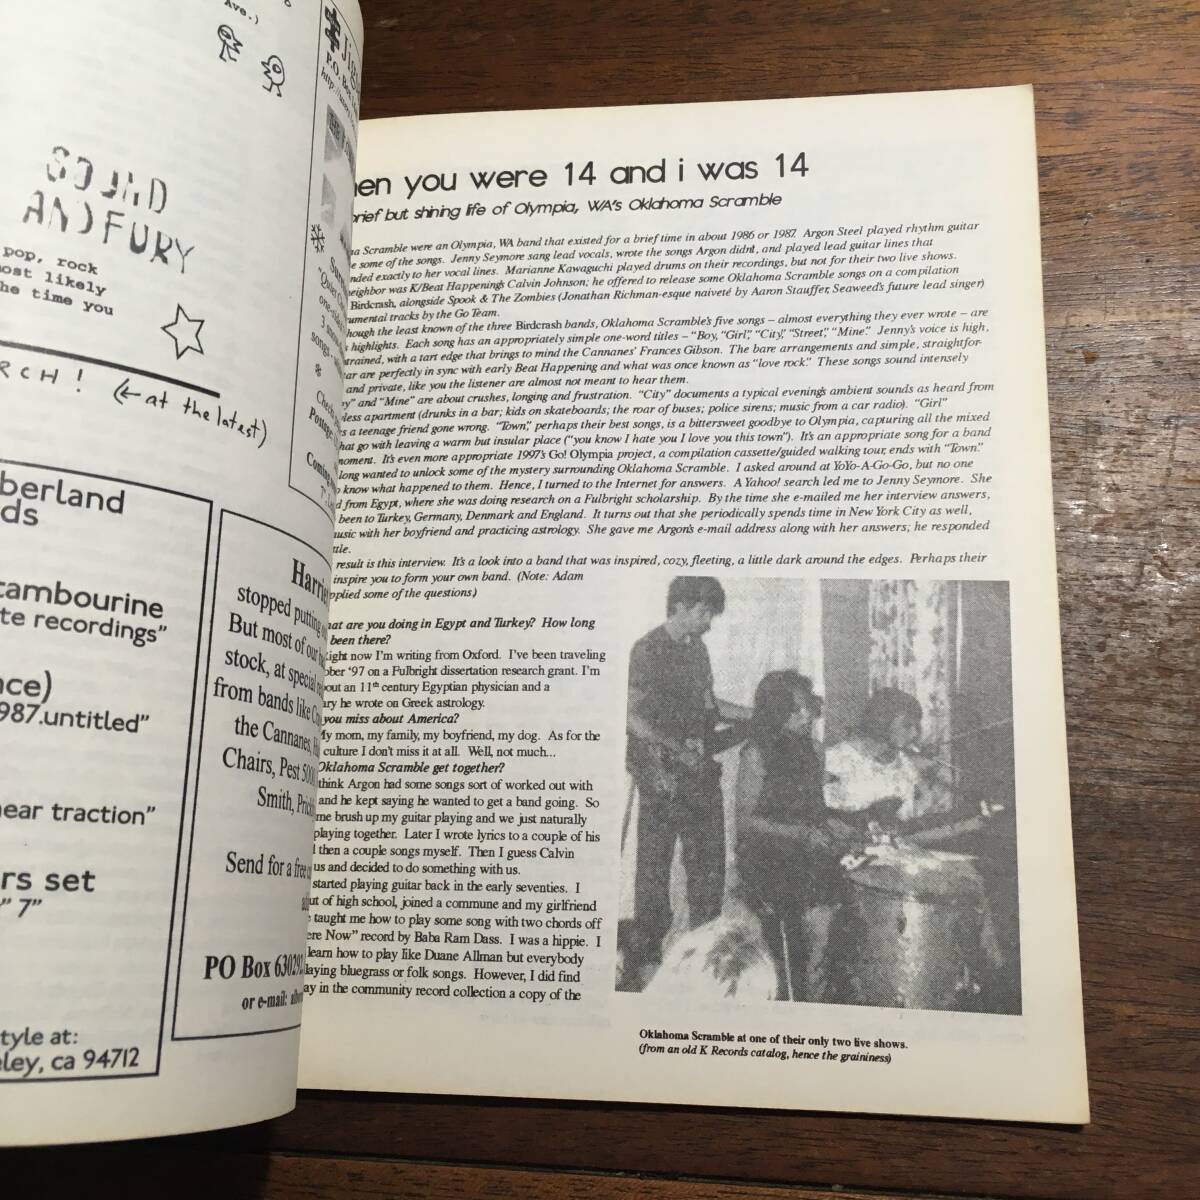 Ave.)
SOUND
AND FURY
pop, rock
most likely
the time you
RCH! (← at the latest)
berland
ds
tambourine
te recordings"
nce)
987.untitled"
near traction"
rs set
" 7"
tyle at:
ley, ca 94712
P.O. Box
http://
"Quiet
one-sided
3
songs
Postage
Coming
Harrie
stopped putting
But most of our
stock, at special
from bands like
the Cannanes,
Chairs, Pest 5000
Smith,
Send for a free
PO Box 630292
or e-mail:
hen you were 14 and i was 14
brief but shining life of Olympia, WA's Oklahoma Scramble
ma Scramble were an Olympia, WA band that existed for a brief time in about 1986 or 1987. Argon Steel played rhythm guitar
e some of the songs. Jenny Seymore sang lead vocals, wrote the songs Argon didn't, and played lead guitar lines that
nded exactly to her vocal lines. Marianne Kawaguchi played drums on their recordings, but not for their two live shows.
neighbor was K/Beat Happening's Calvin Johnson; he offered to release some Oklahoma Scramble songs on a compilation
Birdcrash, alongside Spook & The Zombies (Jonathan Richman-esque naiveté by Aaron Stauffer, Seaweed's future lead singer)
rumental tracks by the Go Team.
hough the least known of the three Birdcrash bands, Oklahoma Scramble's five songs – almost everything they ever wrote – are
highlights. Each song has an appropriately simple one-word titles – "Boy," "Girl," "City," "Street," "Mine." Jenny's voice is high,
strained, with a tart edge that brings to mind the Cannanes' Frances Gibson. The bare arrangements and simple, straightfor-
tar are perfectly in sync with early Beat Happening and what was once known as "love rock." These songs sound intensely
and private, like you the listener are almost not meant to hear them.
y" and "Mine" are about crushes, longing and frustration. "City" documents a typical evening's ambient sounds as heard from
less apartment (drunks in a bar; kids on skateboards; the roar of buses; police sirens; music from a car radio). "Girl"
s a teenage friend gone wrong. "Town," perhaps their best songs, is a bittersweet goodbye to Olympia, capturing all the mixed
hat go with leaving a warm but insular place ("you know I hate you I love you this town"). It's an appropriate song for a band
moment. It's even more appropriate 1997's Go! Olympia project, a compilation cassette/guided walking tour, ends with "Town."
long wanted to unlock some of the mystery surrounding Oklahoma Scramble. I asked around at YoYo-A-Go-Go, but no one
o know what happened to them. Hence, I turned to the Internet for answers. A Yahoo! search led me to Jenny Seymore. She
d from Egypt, where she was doing research on a Fulbright scholarship. By the time she e-mailed me her interview answers,
been to Turkey, Germany, Denmark and England. It turns out that she periodically spends time in New York City as well,
usic with her boyfriend and practicing astrology. She gave me Argon's e-mail address along with her answers; he responded
ttle.
result is this interview. It's a look into a band that was inspired, cozy, fleeting, a little dark around the edges. Perhaps their
inspire you to form your own band. (Note: Adam
pplied some of the questions.)
hat are you doing in Egypt and Turkey? How long
been there?
Right now I'm writing from Oxford. I've been traveling
ober '97 on a Fulbright dissertation research grant. I'm
out an 11th century Egyptian physician and a
ary he wrote on Greek astrology.
you miss about America?
My mom, my family, my boyfriend, my dog. As for the
culture I don't miss it at all. Well, not much...
Oklahoma Scramble get together?
think Argon had some songs sort of worked out with
and he kept saying he wanted to get a band going. So
me brush up my guitar playing and we just naturally
playing together. Later I wrote lyrics to a couple of his
d then a couple songs myself. Then I guess Calvin
us and decided to do something with us.
started playing guitar back in the early seventies. I
out of high school, joined a commune and my girlfriend
taught me how to play some song with two chords off
ere Now" record by Baba Ram Dass. I was a hippie. I
learn how to play like Duane Allman but everybody
laying bluegrass or folk songs. However, I did find
ay in the community record collection a copy of the
Oklahoma Scramble at one of their only two live shows.
(from an old K Records catalog, hence the graininess)